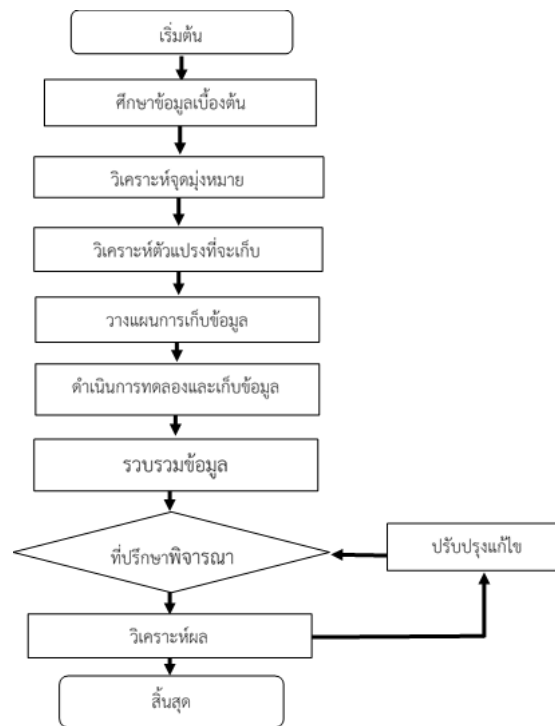 เริ่มต้น
ศึกษาข้อมูลเบื้องต้น
วิเคราะห์จุดมุ่งหมาย
วิเคราะห์ตัวแปรงที่จะเก็บ
วางแผนการเก็บข้อมูล
ดำเนินการทดลองและเก็บข้อมูล
รวบรวมข้อมูล
ที่ปรึกษาพิจารณา
ปรับปรุงแก้ไข
วิเคราะห์ผล
สิ้นสุด